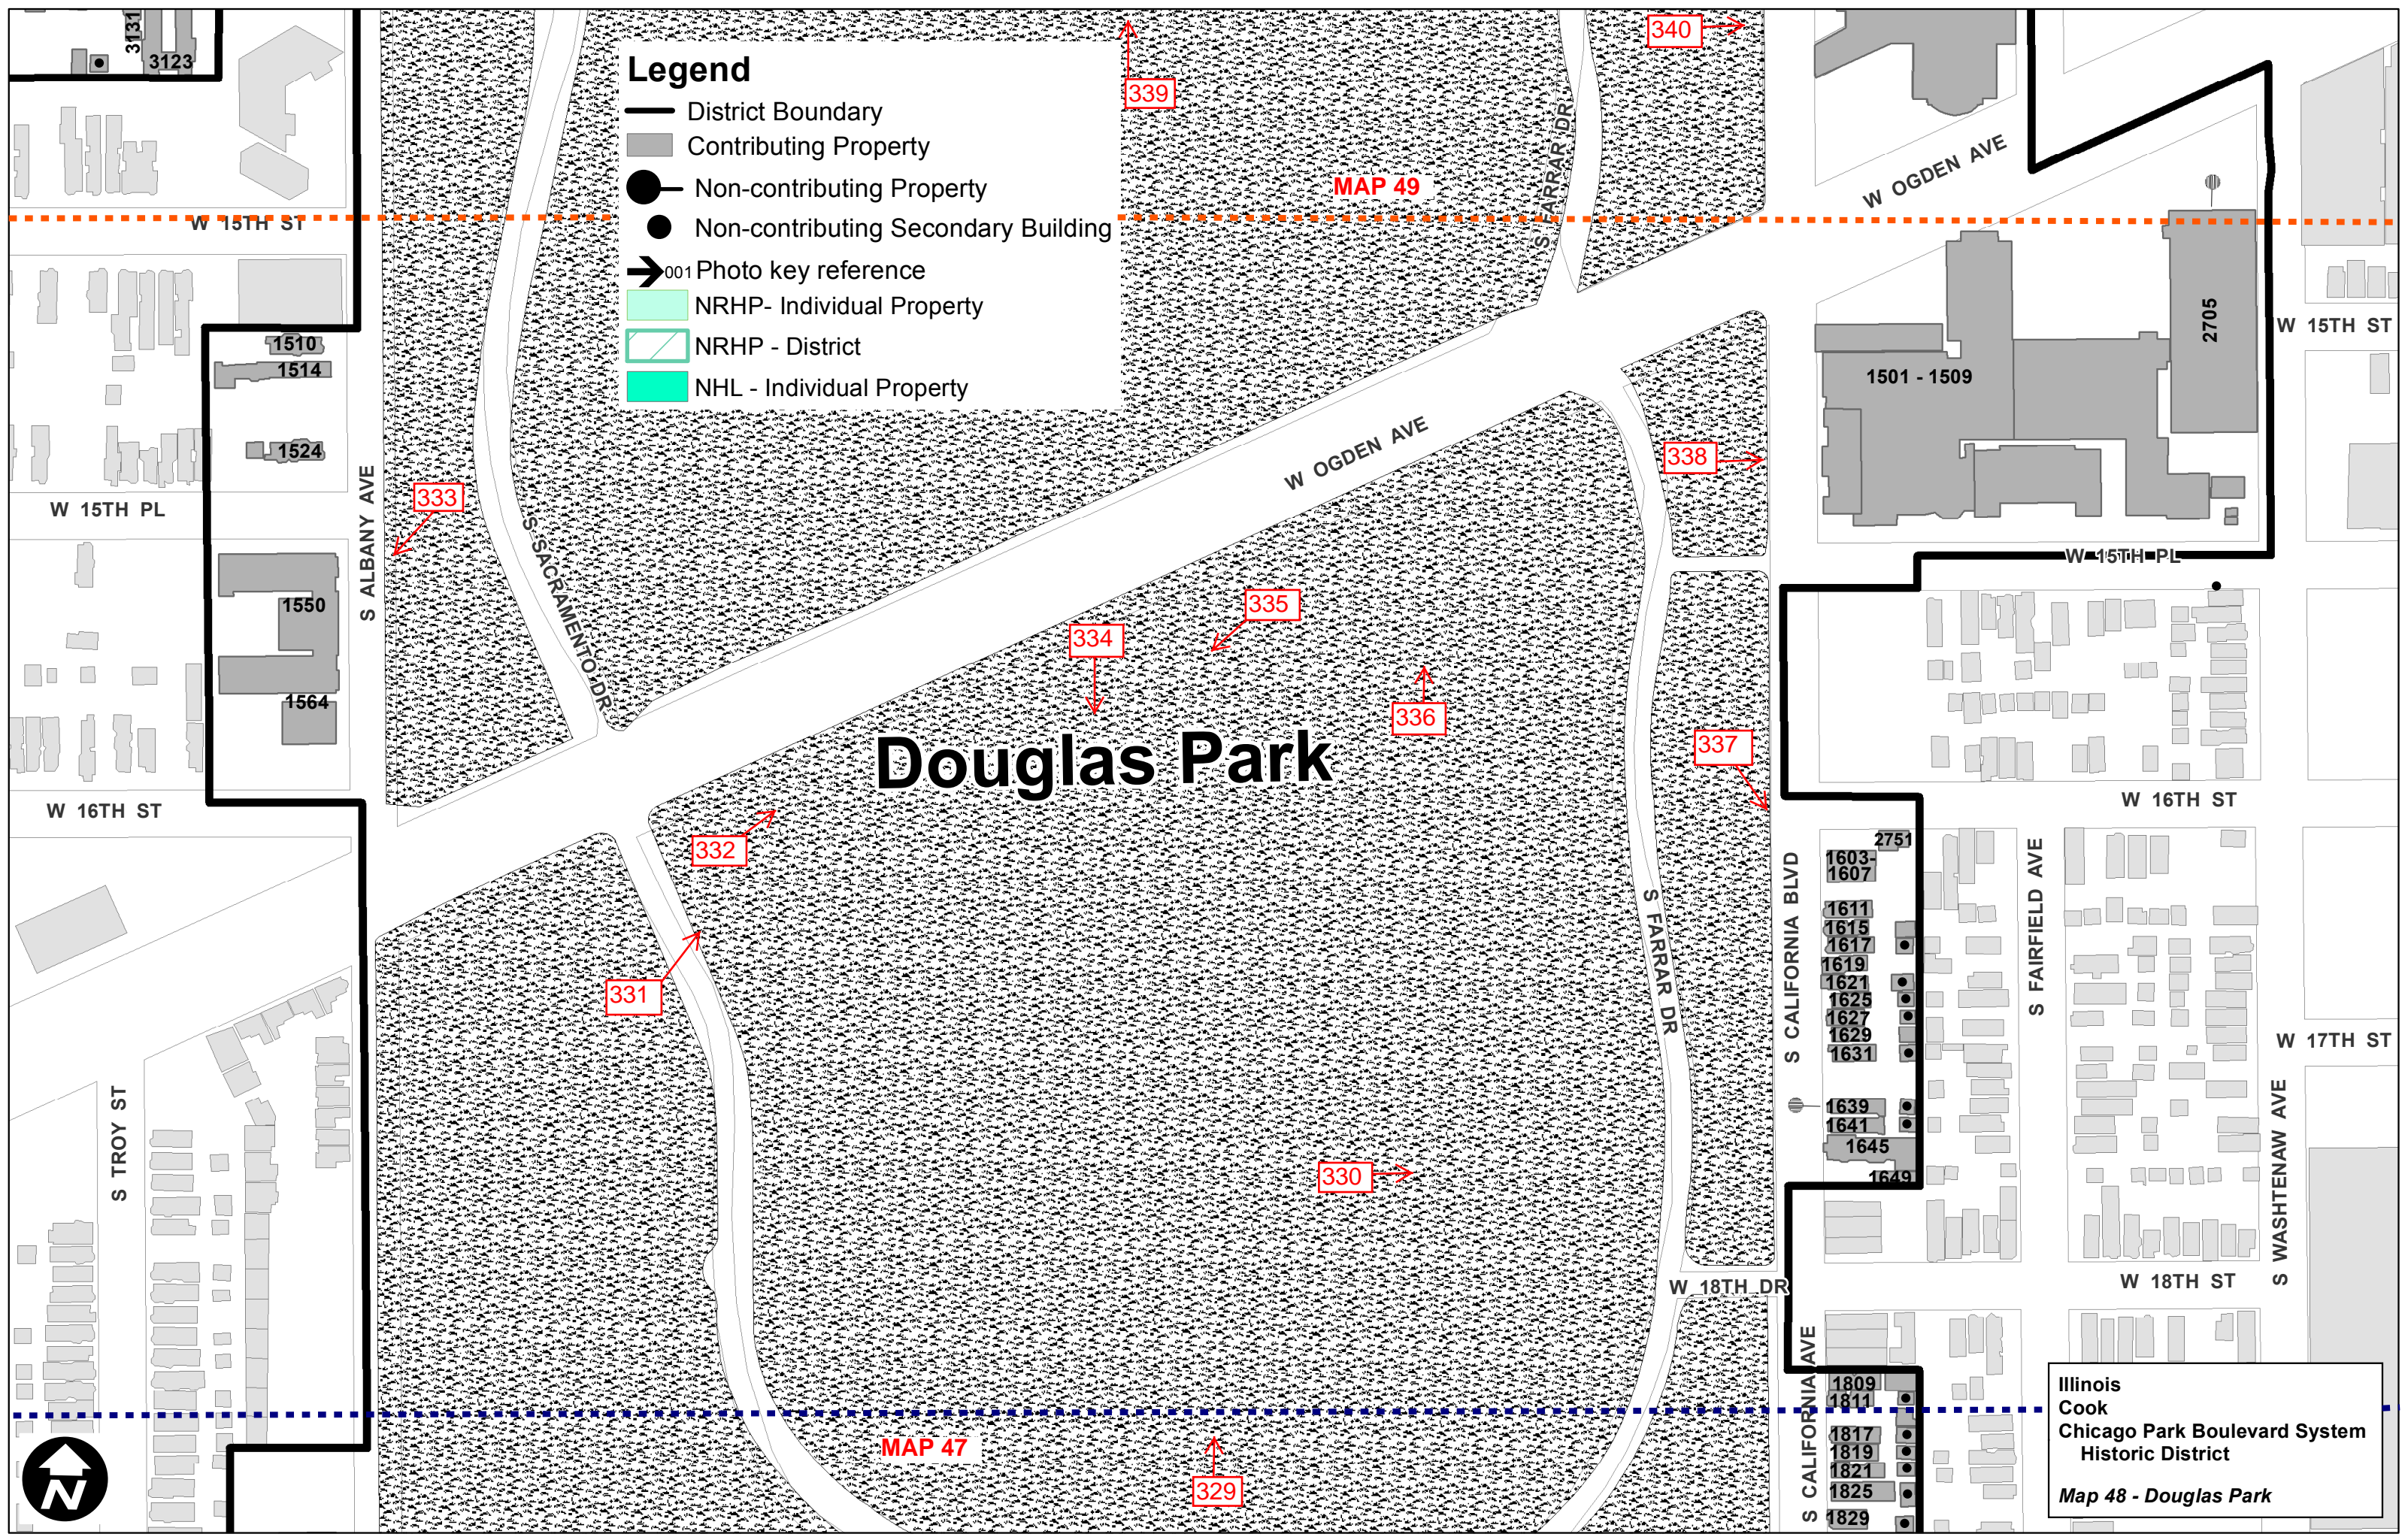 3131
3123
340
Legend
339
District Boundary
Contributing Property
Non-contributing Property
Non-contributing Secondary Building
001 Photo key reference
NRHP- Individual Property
NRHP - District
NHL - Individual Property
S FARRAR DR
MAP 49
W OGDEN AVE
W 15TH ST
2705
W 15TH ST
1510
1514
1501 - 1509
1524
W OGDEN AVE
338
S ALBANY AVE
333
W 15TH PL
S SACRAMENTO DR
W 15TH PL
1550
335
334
1564
336
337
Douglas Park
W 16TH ST
W 16TH ST
332
2751
1603-
1607
S CALIFORNIA BLVD
S FAIRFIELD AVE
1611
1615
1617
S FARRAR DR
1619
1621
331
1625
1627
1629
1631
W 17TH ST
S TROY ST
1639
1641
1645
330
1649
S WASHTENAW AVE
W 18TH DR
W 18TH ST
S CALIFORNIA AVE
1809
1811
MAP 47
1817
1819
1821
329
1825
1829
N
Illinois
Cook
Chicago Park Boulevard System
Historic District
Map 48 - Douglas Park